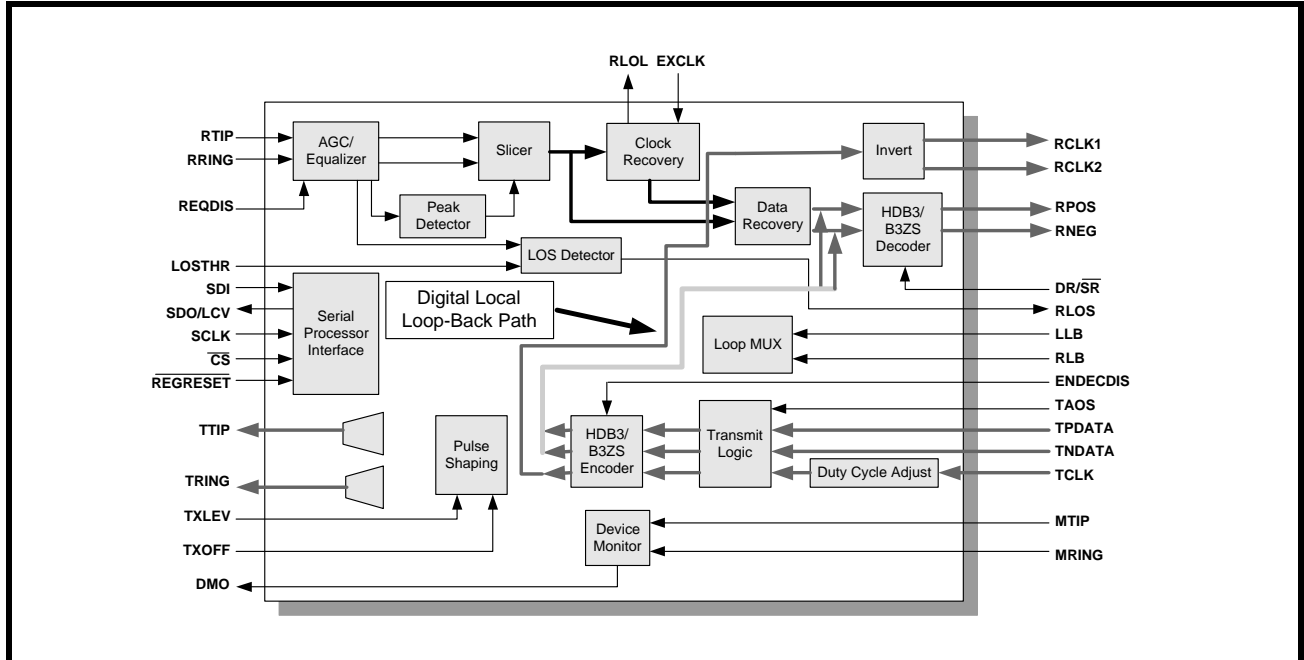 RLOL EXCLK
RTIP
RRING
REQDIS
LOSTHR
SDI
SDO/LCV
SCLK
CS
REGRESET
TTIP
TRING
TXLEV
TXOFF
DMO
AGC/
Equalizer
Slicer
Clock
Recovery
Invert
Peak
Detector
Data
Recovery
HDB3/
B3ZS
Decoder
LOS Detector
Serial
Processor
Interface
Digital Local
Loop-Back Path
Loop MUX
Pulse
Shaping
HDB3/
B3ZS
Encoder
Transmit
Logic
Duty Cycle Adjust
Device
Monitor
RCLK1
RCLK2
RPOS
RNEG
DR/SR
RLOS
LLB
RLB
ENDECDIS
TAOS
TPDATA
TNDATA
TCLK
MTIP
MRING